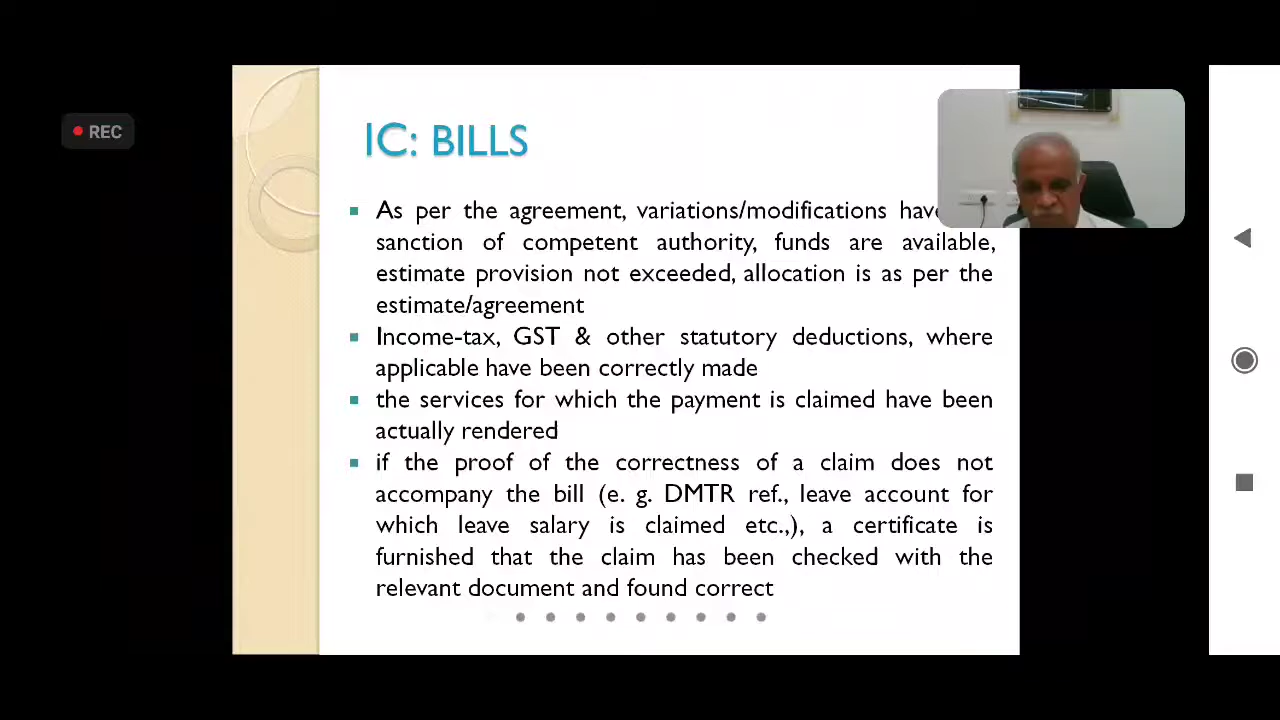 REC
IC: BILLS
As per the agreement, variations/modifications have
sanction of competent authority, funds are available,
estimate provision not exceeded, allocation is as per the
estimate/agreement
Income-tax, GST & other statutory deductions, where
applicable have been correctly made
the services for which the payment is claimed have been
actually rendered
if the proof of the correctness of a claim does not
accompany the bill (e. g. DMTR ref., leave account for
which leave salary is claimed etc.,), a certificate is
furnished that the claim has been checked with the
relevant document and found correct